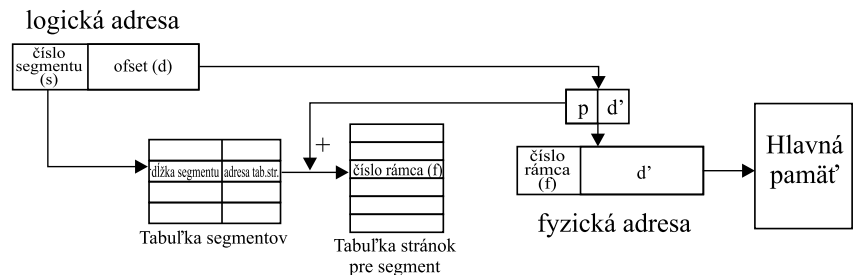 logická adresa
číslo
segmentu
(s)
ofset (d)
p
d’
+
dĺžka segmentu
adresa tab.str.
číslo rámca (f)
číslo
rámca
(f)
d’
Hlavná
pamäť
fyzická adresa
Tabuľka segmentov
Tabuľka stránok
pre segment